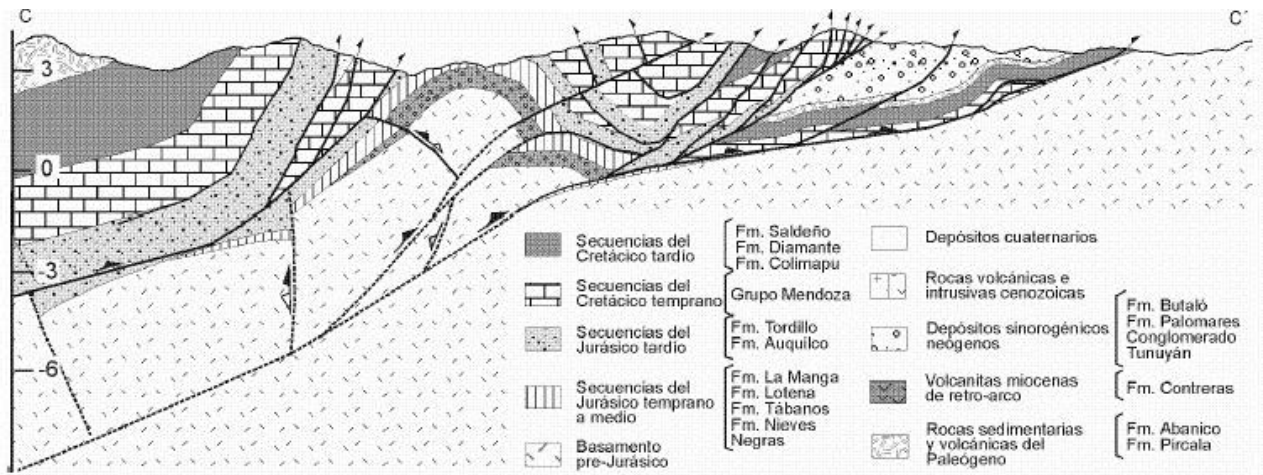 C
C´
3
0
-3
-6
Secuencias del
Cretácico tardío
Fm. Saldeño
Fm. Diamante
Fm. Colimapu
Secuencias del
Cretácico temprano
Grupo Mendoza
Secuencias del
Jurásico tardío
Fm. Tordillo
Fm. Auquilco
Secuencias del
Jurásico temprano
a medio
Fm. La Manga
Fm. Lotena
Fm. Tábanos
Fm. Nieves
Negras
Basamento
pre-Jurásico
Depósitos cuaternarios
Rocas volcánicas e
intrusivas cenozoicas
Depósitos sinorogénicos
neógenos
Fm. Butaló
Fm. Palomares
Conglomerado
Tunuyán
Volcanitas miocenas
de retro-arco
Fm. Contreras
Rocas sedimentarias
y volcánicas del
Paleógeno
Fm. Abanico
Fm. Pircala